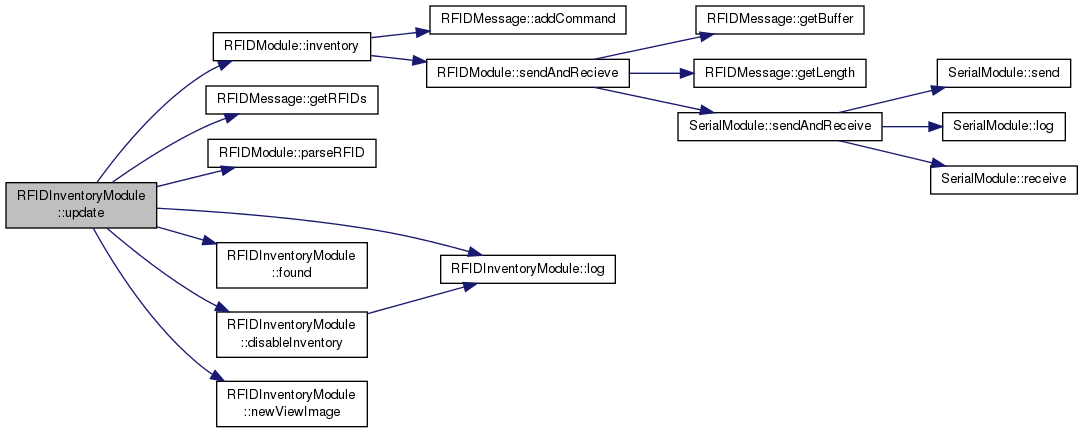 RFIDInventoryModule
::update
RFIDModule::inventory
RFIDMessage::getRFIDs
RFIDModule::parseRFID
RFIDInventoryModule
::found
RFIDInventoryModule
::disableInventory
RFIDInventoryModule
::newViewImage
RFIDMessage::addCommand
RFIDModule::sendAndRecieve
RFIDInventoryModule::log
RFIDMessage::getBuffer
RFIDMessage::getLength
SerialModule::sendAndReceive
SerialModule::send
SerialModule::log
SerialModule::receive